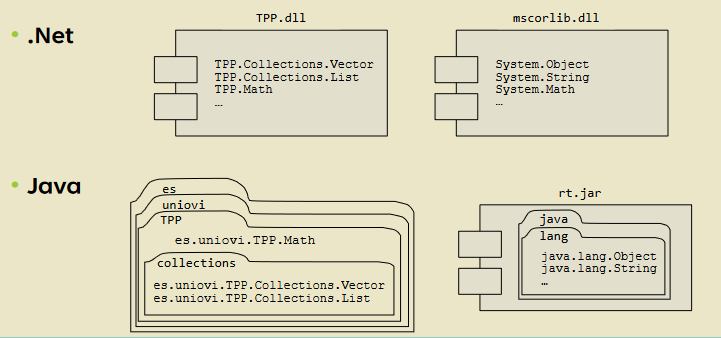 • .Net
TPP.dll
TPP.Collections.Vector
TPP.Collections.List
TPP.Math
…
mscorlib.dll
System.Object
System.String
System.Math
…
• Java
es
uniovi
TPP
es.uniovi.TPP.Math
collections
es.uniovi.TPP.Collections.Vector
es.uniovi.TPP.Collections.List
rt.jar
java
lang
java.lang.Object
java.lang.String
…